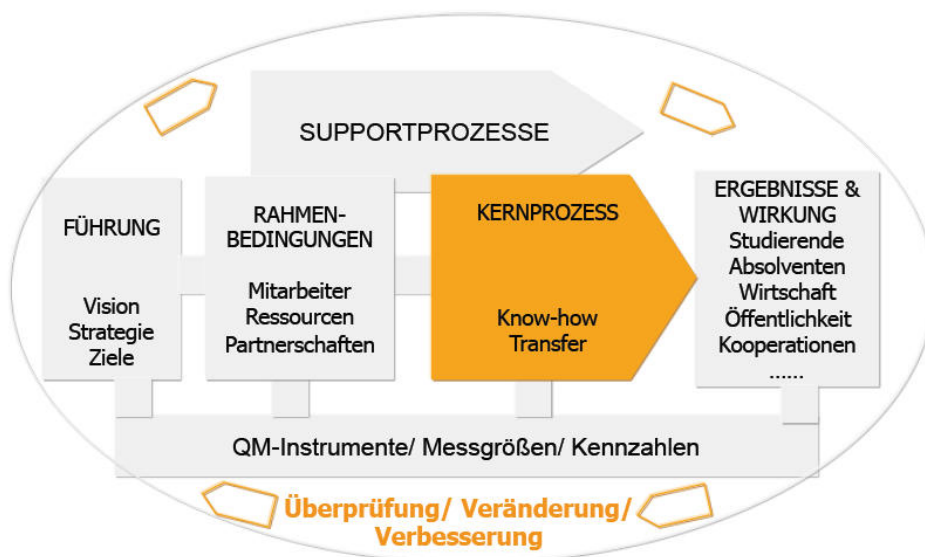 SUPPORTPROZESSE
FÜHRUNG
Vision
Strategie
Ziele
RAHMEN-
BEDINGUNGEN
Mitarbeiter
Ressourcen
Partnerschaften
KERNPROZESS
Know-how
Transfer
ERGEBNISSE &
WIRKUNG
Studierende
Absolventen
Wirtschaft
Öffentlichkeit
Kooperationen
......
QM-Instrumente/ Messgrößen/ Kennzahlen
Überprüfung/ Veränderung/
Verbesserung